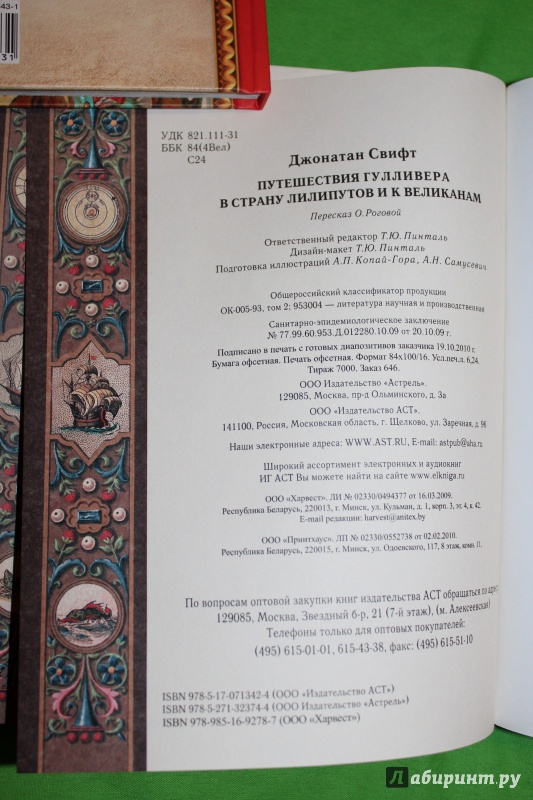 43-1
31
УДК 821.111-31
ББК 84(4Вел)
С24
Джонатан Свифт
ПУТЕШЕСТВИЯ ГУЛЛИВЕРА
В СТРАНУ ЛИЛИПУТОВ И К ВЕЛИКАНАМ
Пересказ О. Роговой
Ответственный редактор Т.Ю. Пинталь
Дизайн-макет Т.Ю. Пинталь
Подготовка иллюстраций А.П. Копай-Гора, А.Н. Самусевич
Общероссийский классификатор продукции
ОК-005-93, том 2; 953004 — литература научная и производственная
Санитарно-эпидемиологическое заключение
№ 77.99.60.953.Д.012280.10.09 от 20.10.09 г.
Подписано в печать с готовых диапозитивов заказчика 19.10.2010 г.
Бумага офсетная. Печать офсетная. Формат 84х100/16. Усл.печ.л. 6,24.
Тираж 7000. Заказ 646.
ООО Издательство «Астрель».
129085, Москва, пр-д Ольминского, д. 3а
ООО «Издательство АСТ».
141100, Россия, Московская область, г. Щелково, ул. Заречная, д. 96
Наши электронные адреса: WWW.AST.RU, E-mail: astpub@aha.ru
Широкий ассортимент электронных и аудиокниг
ИГ АСТ Вы можете найти на сайте www.elkniga.ru
ООО «Харвест». ЛИ № 02330/0494377 от 16.03.2009.
Республика Беларусь, 220013, г. Минск, ул. Кульман, д. 1, корп. 3, эт. 4, к. 42.
E-mail редакции: harvest@anitex.by
ООО «Принтхаус». ЛП № 02330/0552738 от 02.02.2010.
Республика Беларусь, 220015, г. Минск, ул. Одоевского, 117, 8 этаж, комн. 11.
По вопросам оптовой закупки книг издательства АСТ обращаться по адрес
129085, Москва, Звездный б-р, 21 (7-й этаж), (м. Алексеевская)
Телефоны только для оптовых покупателей:
(495) 615-01-01, 615-43-38, факс: (495) 615-51-10
ISBN 978-5-17-071342-4 (ООО «Издательство АСТ»)
ISBN 978-5-271-32374-4 (ООО «Издательство Астрель»)
ISBN 978-985-16-9278-7 (ООО «Харвест»)
Лабиринт.ру